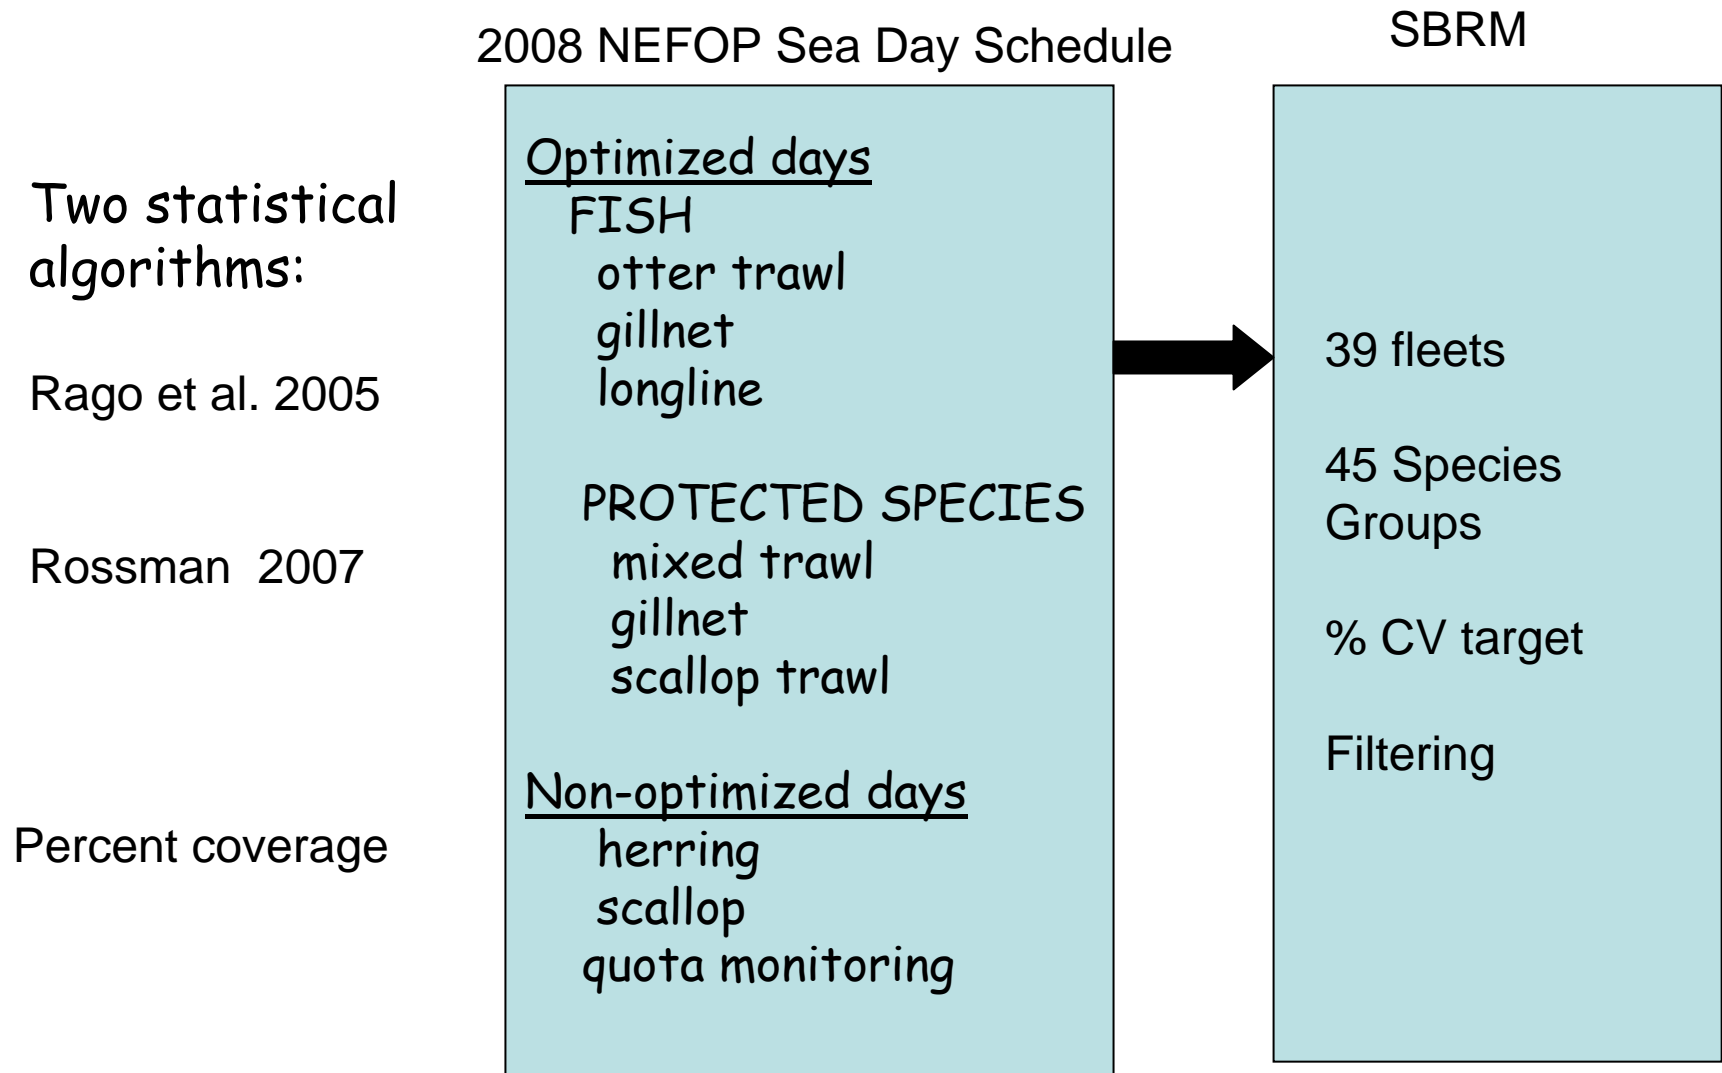 2008 NEFOP Sea Day Schedule
SBRM
Two statistical
algorithms:
Rago et al. 2005
Rossman  2007
Percent coverage
Optimized days
FISH
otter trawl
gillnet
longline
PROTECTED SPECIES
mixed trawl
gillnet
scallop trawl
Non-optimized days
herring
scallop
quota monitoring
39 fleets
45 Species
Groups
% CV target
Filtering